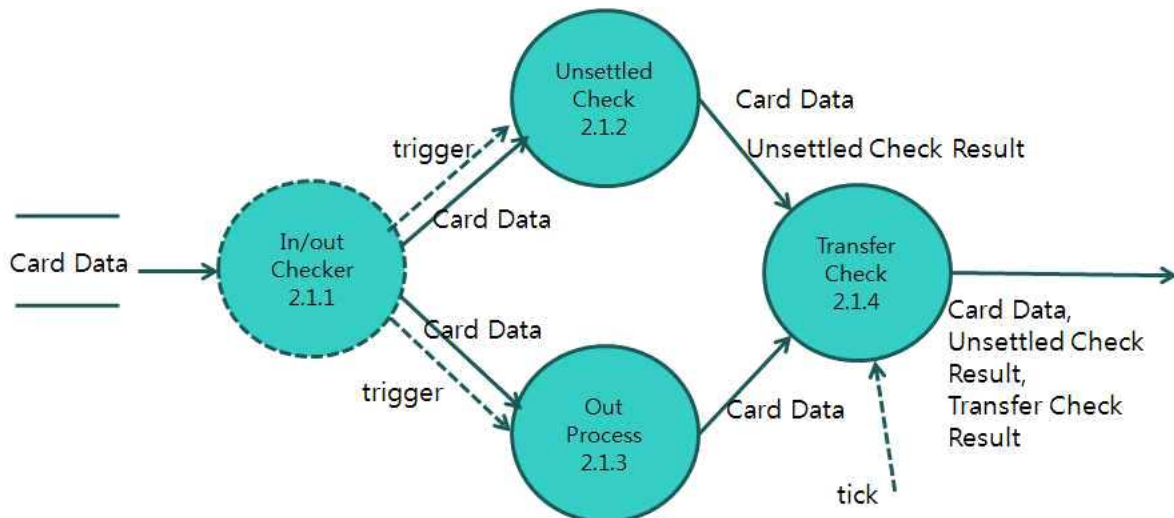 Unsettled
Check
2.1.2
Card Data
Unsettled Check Result
trigger
Card Data
Card Data
In/out
Checker
2.1.1
Transfer
Check
2.1.4
Card Data
trigger
Card Data,
Unsettled Check
Result,
Transfer Check
Result
Out
Process
2.1.3
Card Data
tick